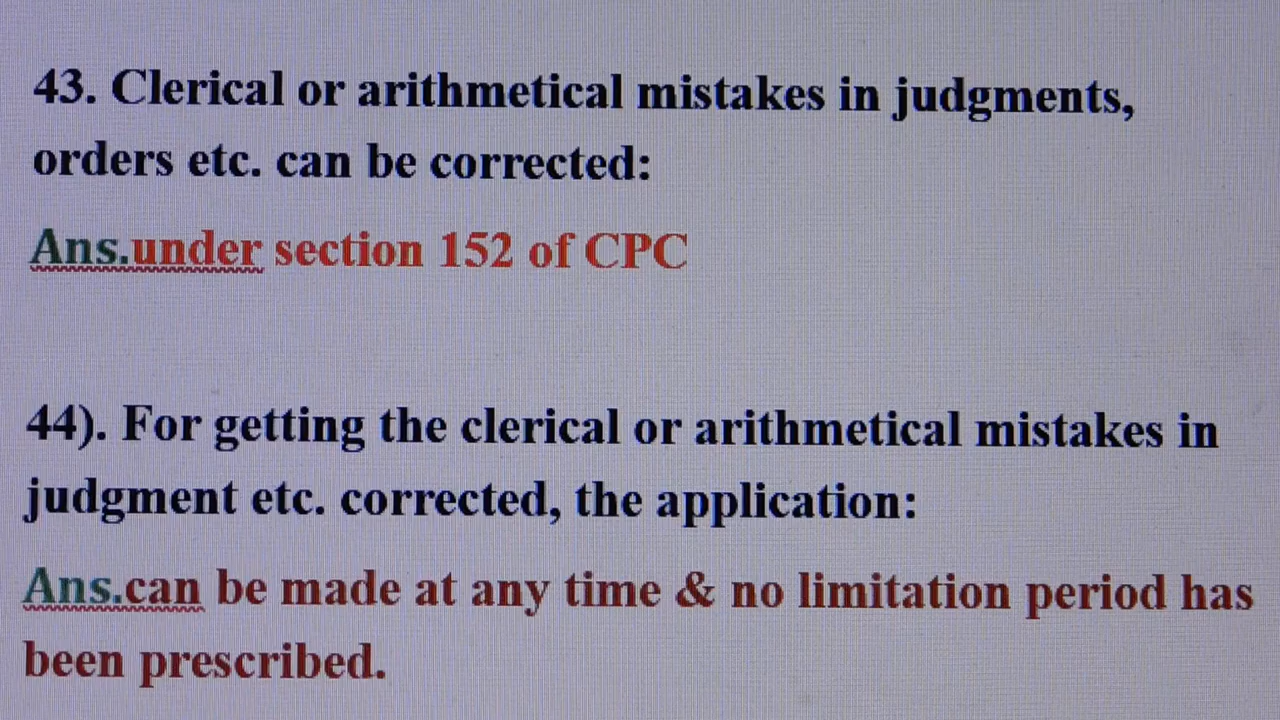 43. Clerical or arithmetical mistakes in judgments,
orders etc. can be corrected:
Ans.under section 152 of CPC
44). For getting the clerical or arithmetical mistakes in
judgment etc. corrected, the application:
Ans.can be made at any time & no limitation period has
been prescribed.